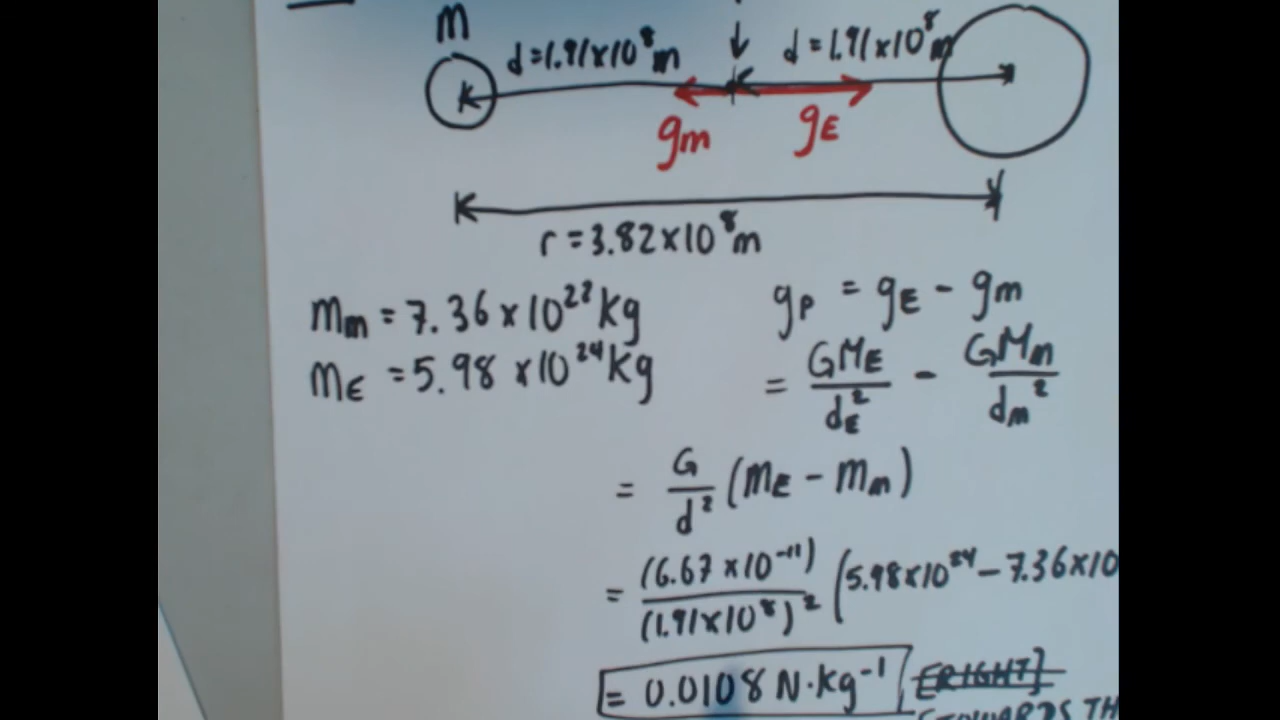 m
d = 1.91×10⁸m d = 1.91×10⁸m
gm gE
r = 3.82×10⁸m
Mm = 7.36×10²²kg
ME = 5.98×10²⁴kg
gp = gE - gm
= GME/dE² - GMm/dm²
= G/d² (ME - Mm)
= (6.67×10⁻¹¹)/(1.91×10⁸)² (5.98×10²⁴ - 7.36×10
= 0.0108 N·kg⁻¹ [RIGHT]
(TOWARDS TH